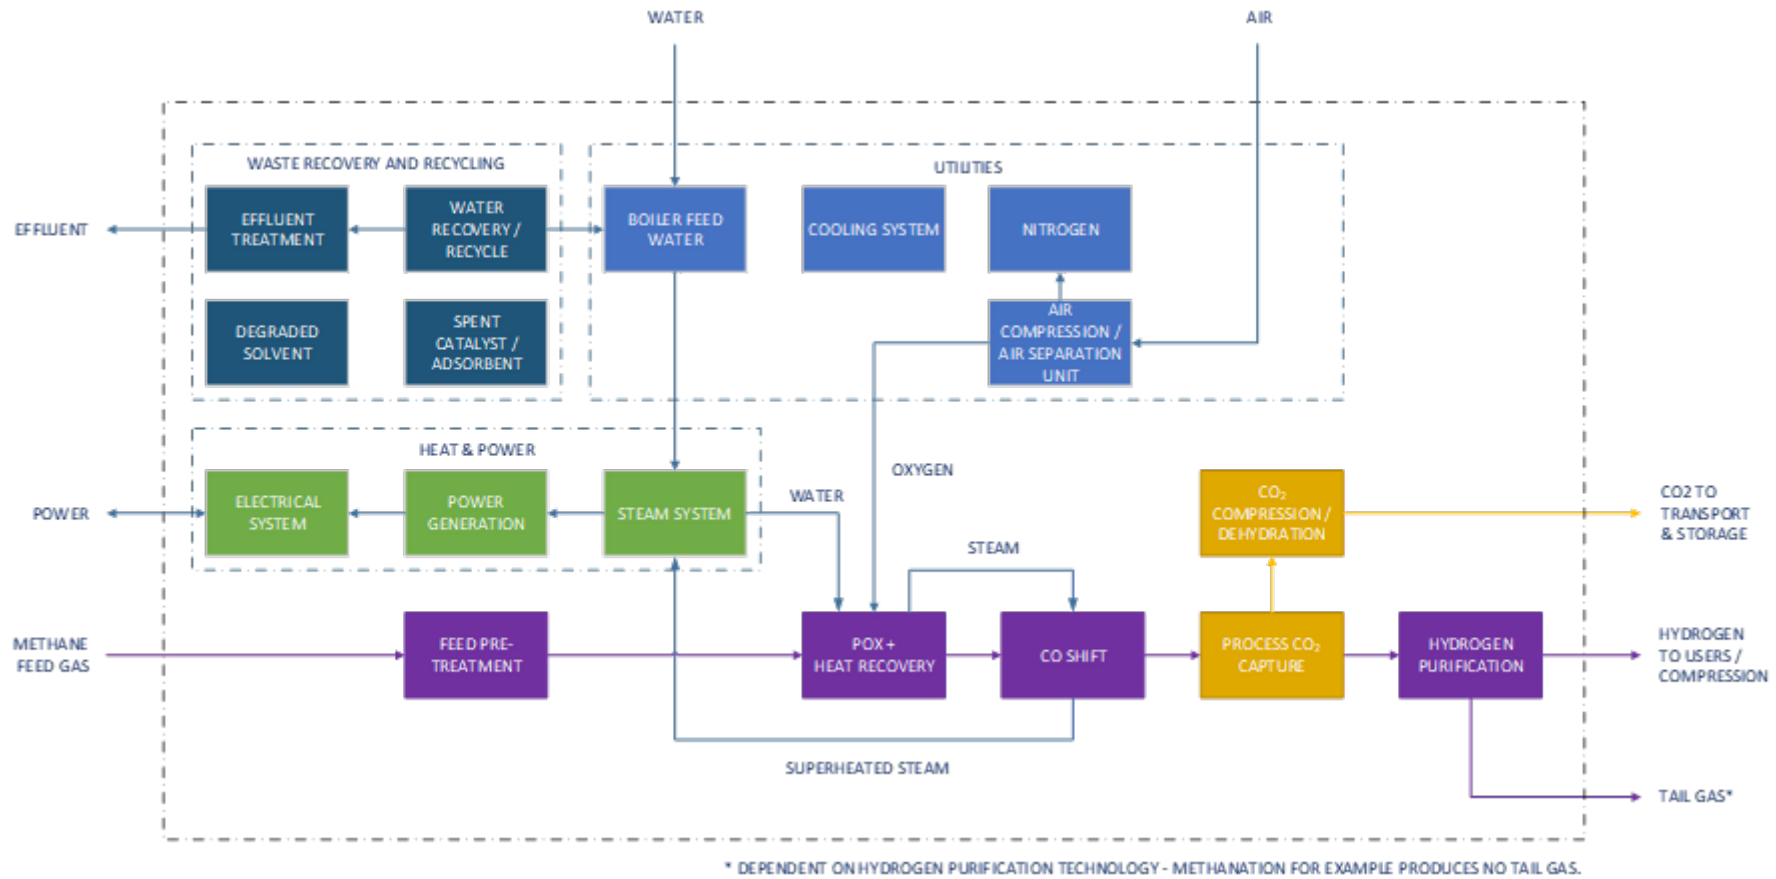 WATER
AIR
WASTE RECOVERY AND RECYCLING
UTILITIES
EFFLUENT
EFFLUENT
TREATMENT
WATER
RECOVERY /
RECYCLE
BOILER FEED
WATER
COOLING SYSTEM
NITROGEN
DEGRADED
SOLVENT
SPENT
CATALYST /
ADSORBENT
AIR
COMPRESSION /
AIR SEPARATION
UNIT
HEAT & POWER
POWER
ELECTRICAL
SYSTEM
POWER
GENERATION
STEAM SYSTEM
WATER
OXYGEN
STEAM
CO₂
COMPRESSION /
DEHYDRATION
CO2 TO
TRANSPORT
& STORAGE
METHANE
FEED GAS
FEED PRE-
TREATMENT
POX +
HEAT RECOVERY
CO SHIFT
PROCESS CO₂
CAPTURE
HYDROGEN
PURIFICATION
HYDROGEN
TO USERS /
COMPRESSION
SUPERHEATED STEAM
TAIL GAS*
* DEPENDENT ON HYDROGEN PURIFICATION TECHNOLOGY - METHANATION FOR EXAMPLE PRODUCES NO TAIL GAS.